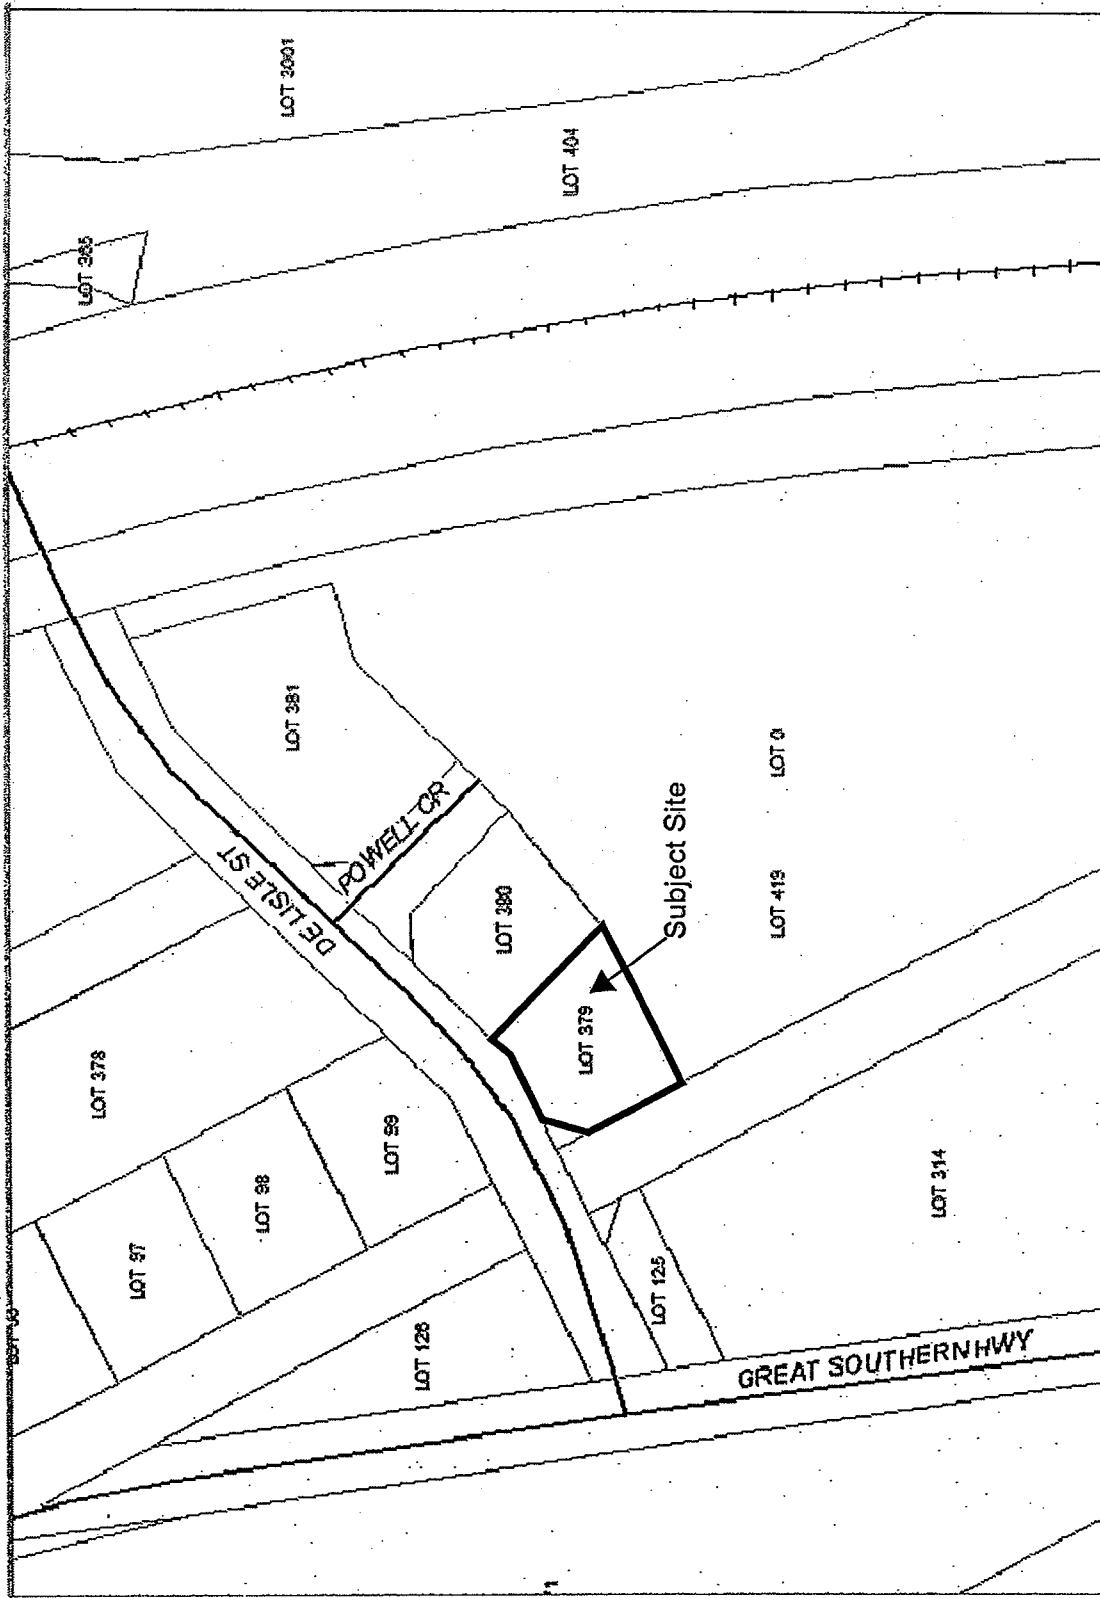 LOT 3001
LOT 404
LOT 385
LOT 381
POWELL CR
DE LISLE ST
LOT 380
LOT 0
LOT 419
Subject Site
LOT 379
LOT 378
LOT 99
LOT 98
LOT 97
LOT 126
LOT 125
LOT 314
GREAT SOUTHERN HWY